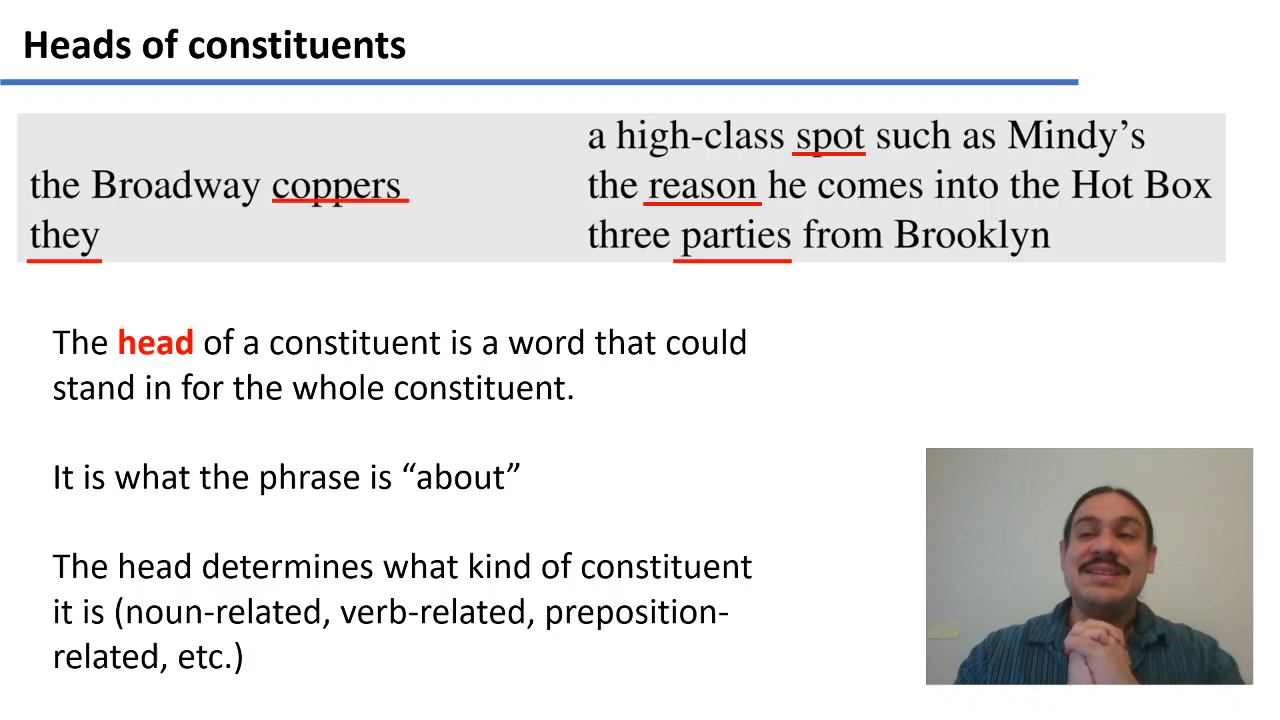 Heads of constituents
a high-class spot such as Mindy’s
the Broadway coppers
the reason he comes into the Hot Box
they
three parties from Brooklyn
The head of a constituent is a word that could
stand in for the whole constituent.
It is what the phrase is “about”
The head determines what kind of constituent
it is (noun-related, verb-related, preposition-
related, etc.)